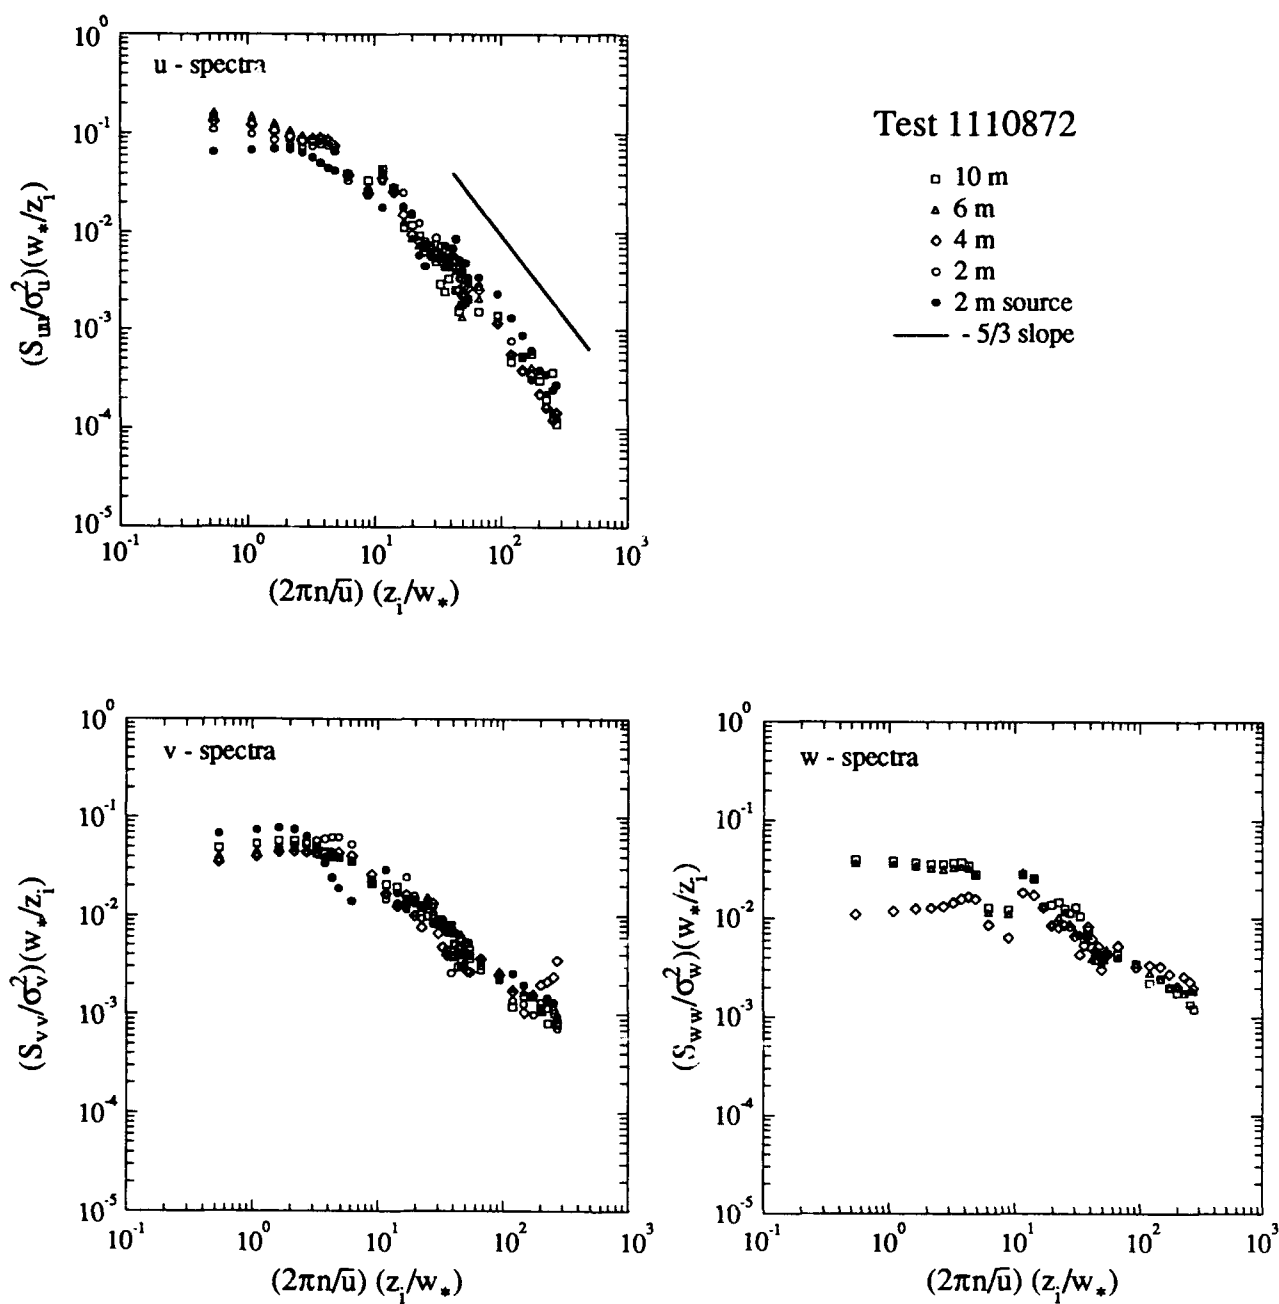 u - spectra
10^0
10^-1
10^-2
10^-3
10^-4
10^-5
(S_uu/σ_u^2)(w_*/z_i)
10^-1 10^0 10^1 10^2 10^3
(2πn/ū) (z_i/w_*)
Test 1110872
10 m
6 m
4 m
2 m
2 m source
- 5/3 slope
v - spectra
10^0
10^-1
10^-2
10^-3
10^-4
10^-5
(S_vv/σ_v^2)(w_*/z_i)
10^-1 10^0 10^1 10^2 10^3
(2πn/ū) (z_i/w_*)
w - spectra
10^0
10^-1
10^-2
10^-3
10^-4
10^-5
(S_ww/σ_w^2)(w_*/z_i)
10^-1 10^0 10^1 10^2 10^3
(2πn/ū) (z_i/w_*)